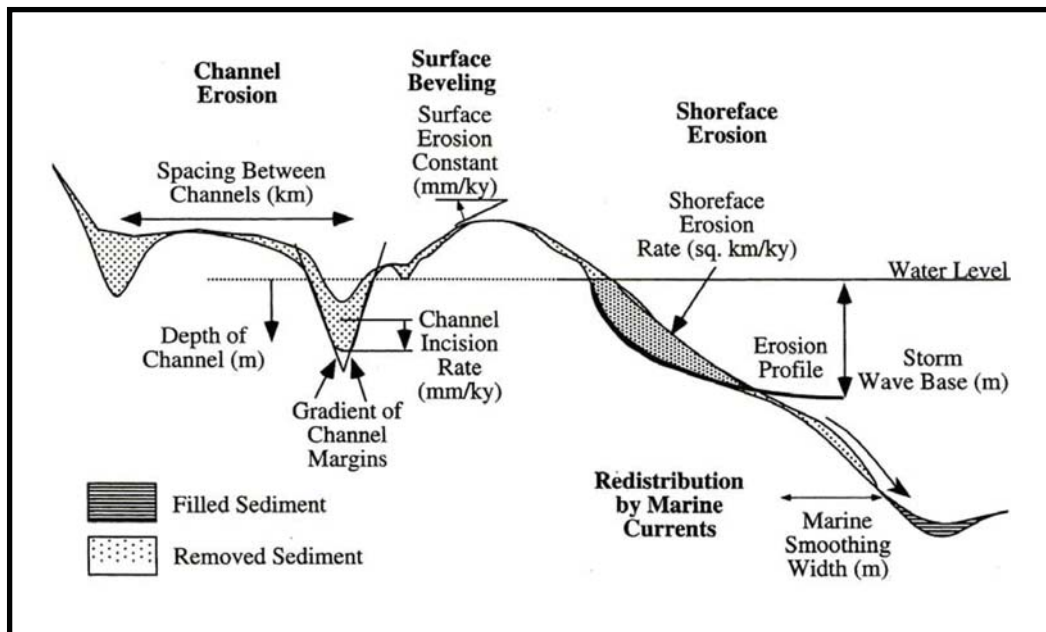 Channel
Erosion
Surface
Beveling
Surface
Erosion
Constant
(mm/ky)
Shoreface
Erosion
Spacing Between
Channels (km)
Shoreface
Erosion
Rate (sq. km/ky)
Water Level
Depth of
Channel (m)
Channel
Incision
Rate
(mm/ky)
Erosion
Profile
Storm
Wave Base (m)
Gradient of
Channel
Margins
Redistribution
by Marine
Currents
Marine
Smoothing
Width (m)
Filled Sediment
Removed Sediment